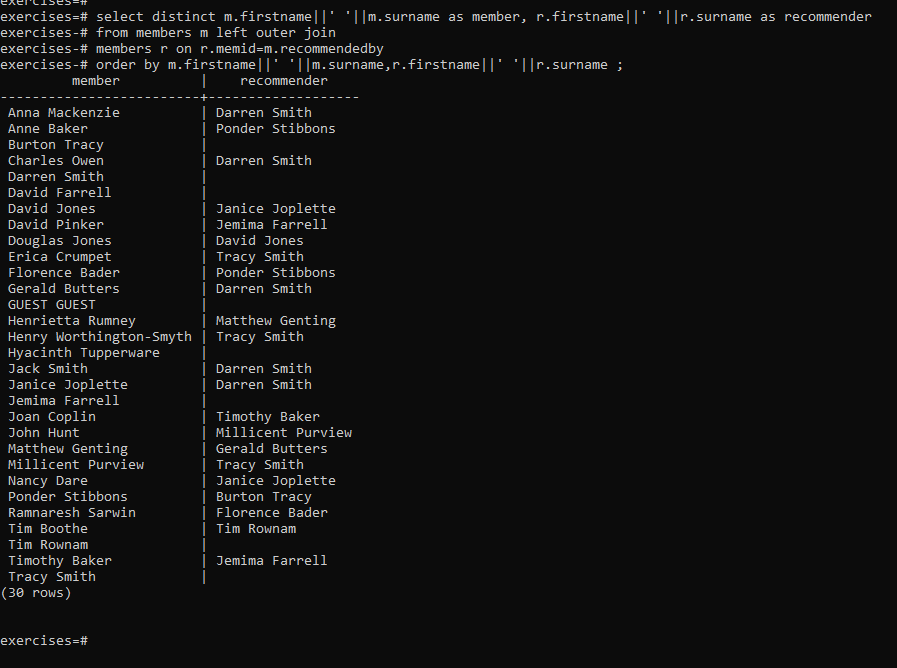 exercises=#
exercises=# select distinct m.firstname||' '||m.surname as member, r.firstname||' '||r.surname as recommender
exercises-# from members m left outer join
exercises-# members r on r.memid=m.recommendedby
exercises-# order by m.firstname||' '||m.surname,r.firstname||' '||r.surname ;
        member          |    recommender
------------------------+-------------------
Anna Mackenzie          | Darren Smith
Anne Baker              | Ponder Stibbons
Burton Tracy            |
Charles Owen            | Darren Smith
Darren Smith            |
David Farrell           |
David Jones             | Janice Joplette
David Pinker            | Jemima Farrell
Douglas Jones           | David Jones
Erica Crumpet           | Tracy Smith
Florence Bader          | Ponder Stibbons
Gerald Butters          | Darren Smith
GUEST GUEST             |
Henrietta Rumney        | Matthew Genting
Henry Worthington-Smyth | Tracy Smith
Hyacinth Tupperware     |
Jack Smith              | Darren Smith
Janice Joplette         | Darren Smith
Jemima Farrell          |
Joan Coplin             | Timothy Baker
John Hunt               | Millicent Purview
Matthew Genting         | Gerald Butters
Millicent Purview       | Tracy Smith
Nancy Dare              | Janice Joplette
Ponder Stibbons         | Burton Tracy
Ramnaresh Sarwin        | Florence Bader
Tim Boothe              | Tim Rownam
Tim Rownam              |
Timothy Baker           | Jemima Farrell
Tracy Smith             |
(30 rows)
exercises=#